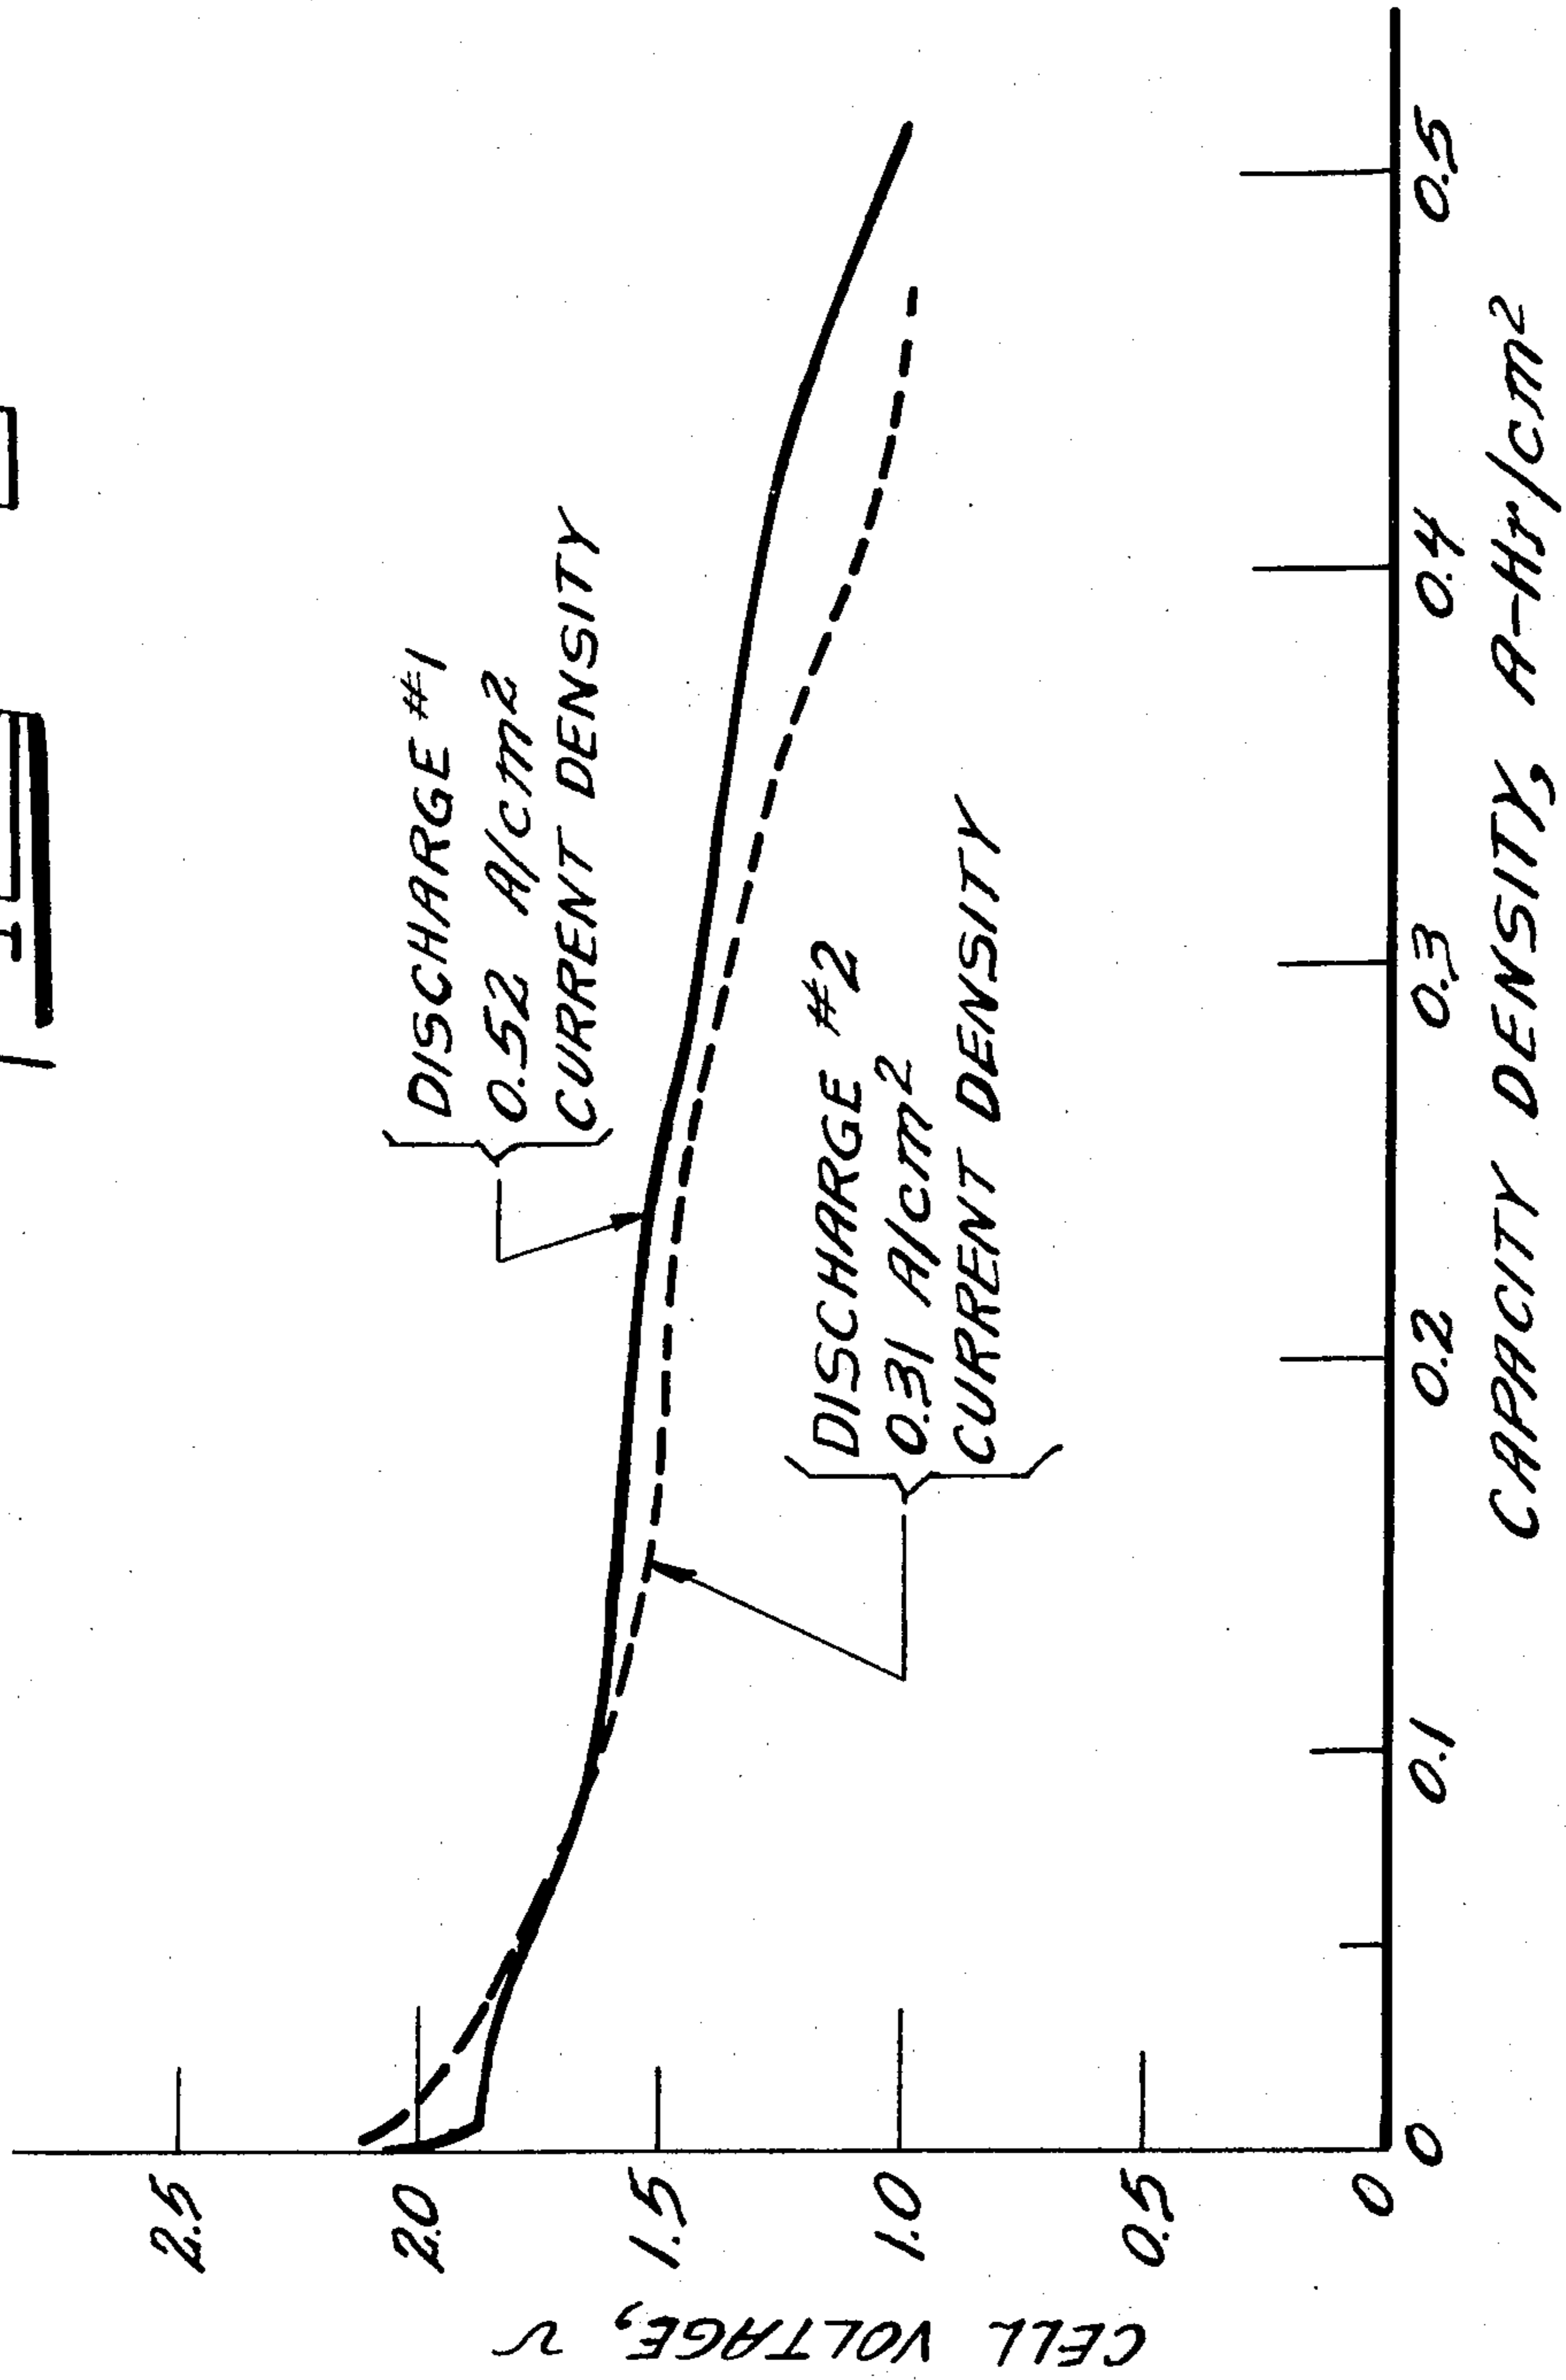 2.5
2.0
1.5
1.0
0.5
0
CELL VOLTAGE, V
DISCHARGE #1
0.52 A/cm²
CURRENT DENSITY
DISCHARGE #2
0.31 A/cm²
CURRENT DENSITY
0
0.1
0.2
0.3
0.4
0.5
CAPACITY DENSITY, A-Hr/cm²